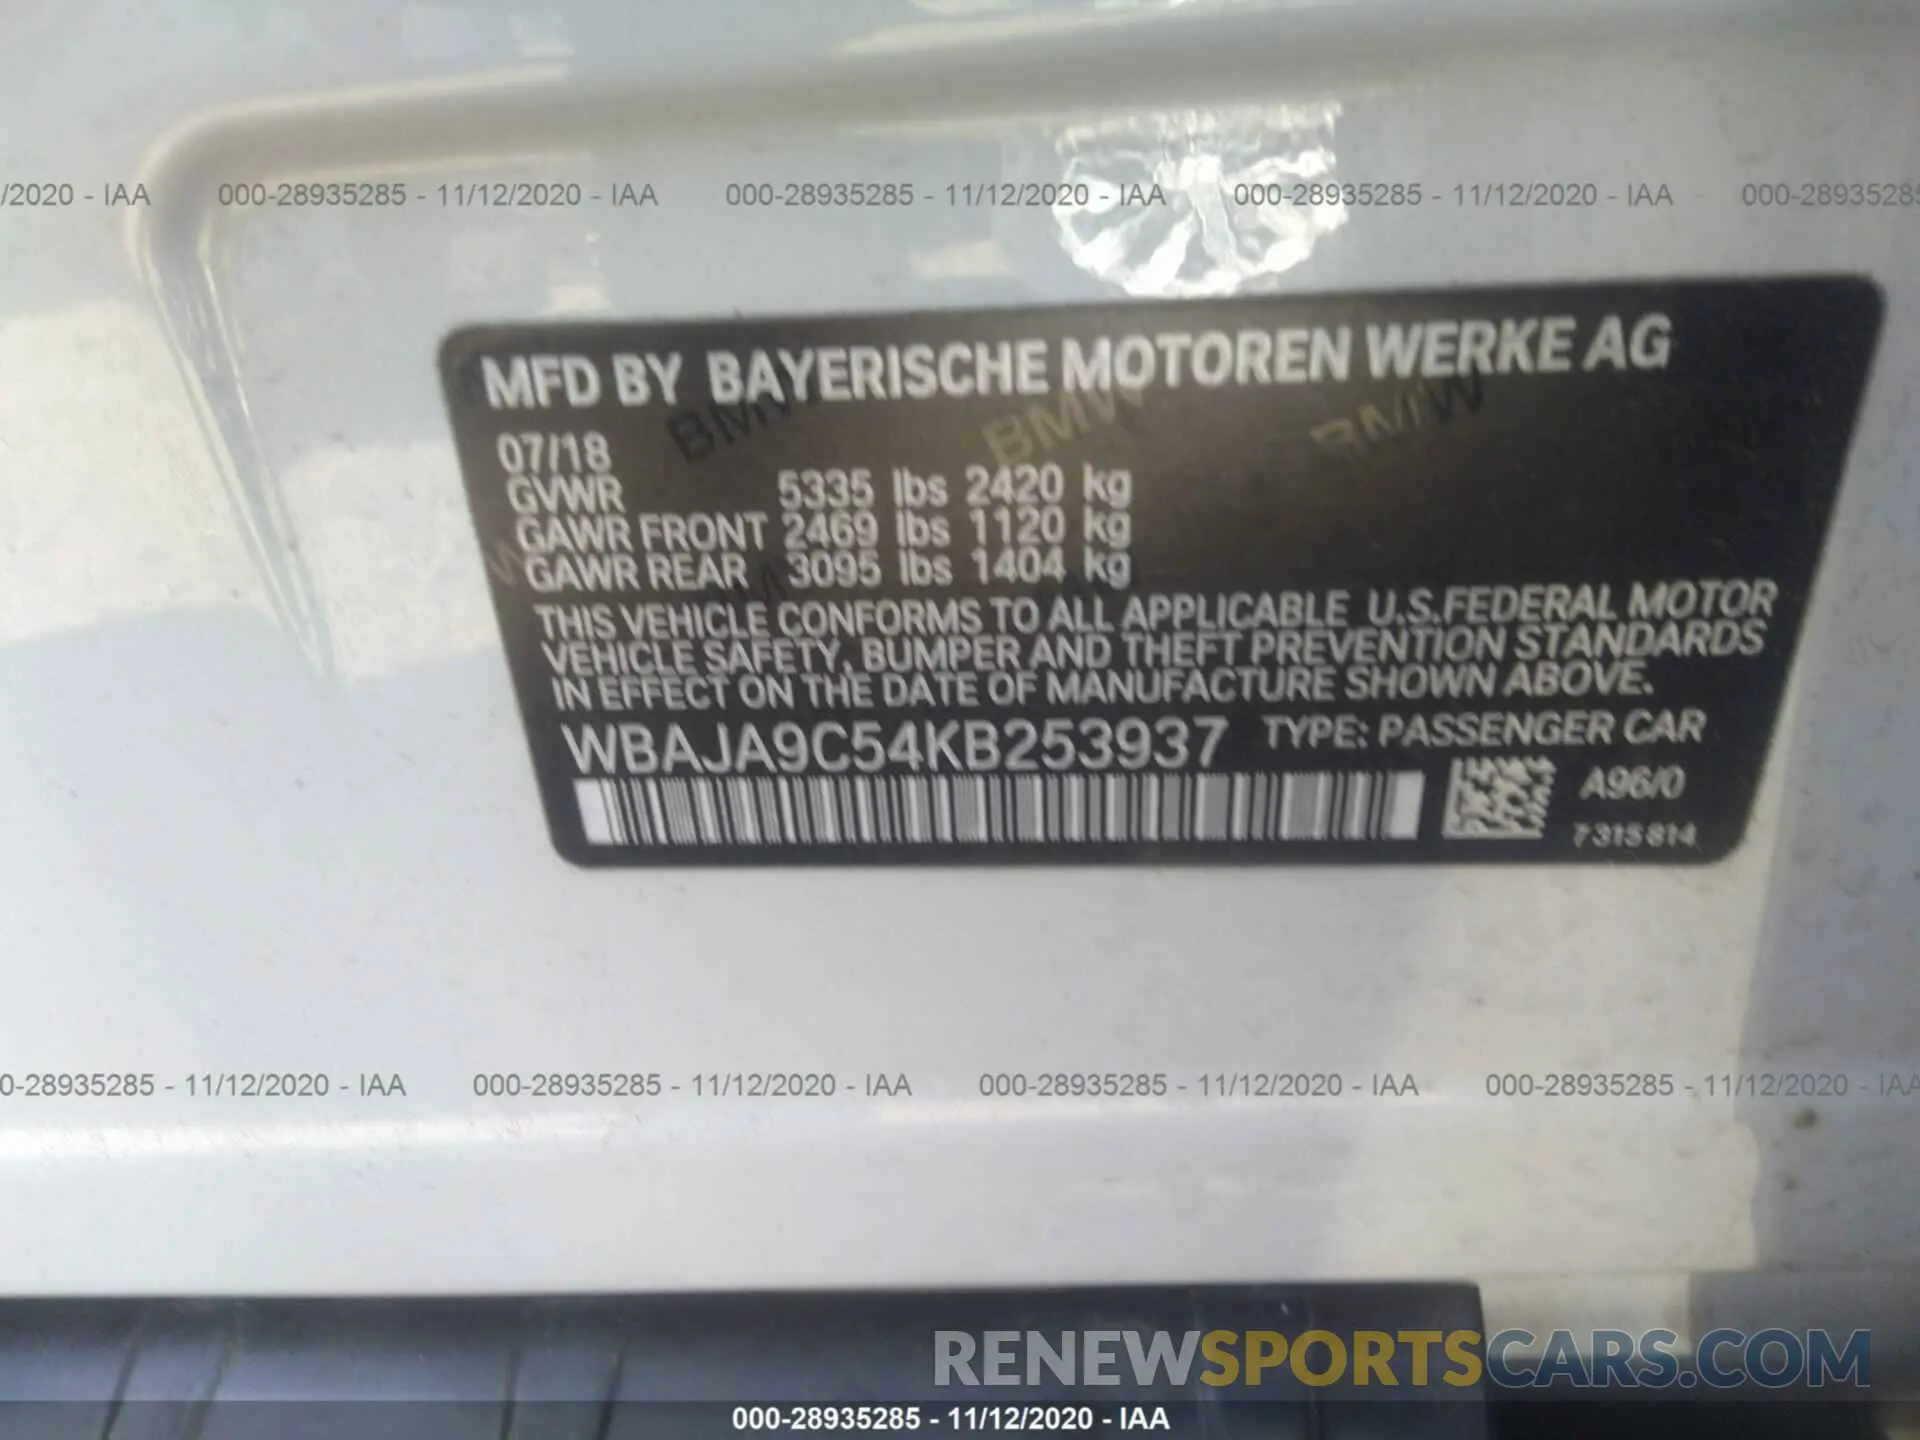 /2020 - IAA 000-28935285 - 11/12/2020 - IAA 000-28935285 - 11/12/2020 - IAA 000-28935285 - 11/12/2020 - IAA 000-28935285
MFD BY BAYERISCHE MOTOREN WERKE AG
BMW BMW BMW
07/18
GVWR 5335 lbs 2420 kg
GAWR FRONT 2469 lbs 1120 kg
GAWR REAR 3095 lbs 1404 kg
THIS VEHICLE CONFORMS TO ALL APPLICABLE U.S.FEDERAL MOTOR
VEHICLE SAFETY, BUMPER AND THEFT PREVENTION STANDARDS
IN EFFECT ON THE DATE OF MANUFACTURE SHOWN ABOVE.
WBAJA9C54KB253937 TYPE: PASSENGER CAR
A96/0
7315814
0-28935285 - 11/12/2020 - IAA 000-28935285 - 11/12/2020 - IAA 000-28935285 - 11/12/2020 - IAA 000-28935285 - 11/12/2020 - IAA
RENEWSPORTSCARS.COM
000-28935285 - 11/12/2020 - IAA